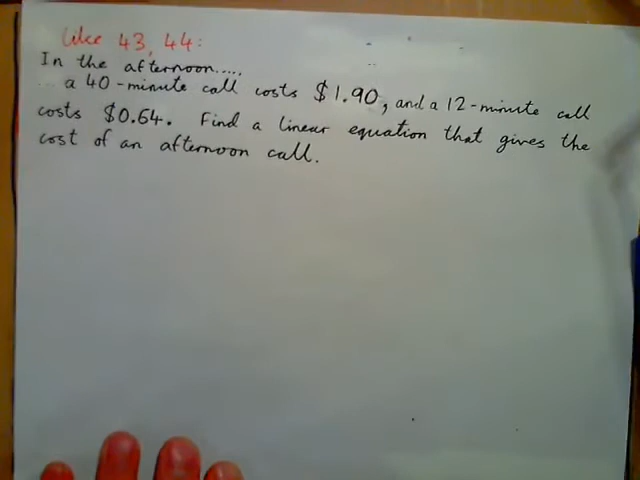 Like 43, 44:
In the afternoon.....
a 40-minute call costs $1.90, and a 12-minute call
costs $0.64. Find a linear equation that gives the
cost of an afternoon call.